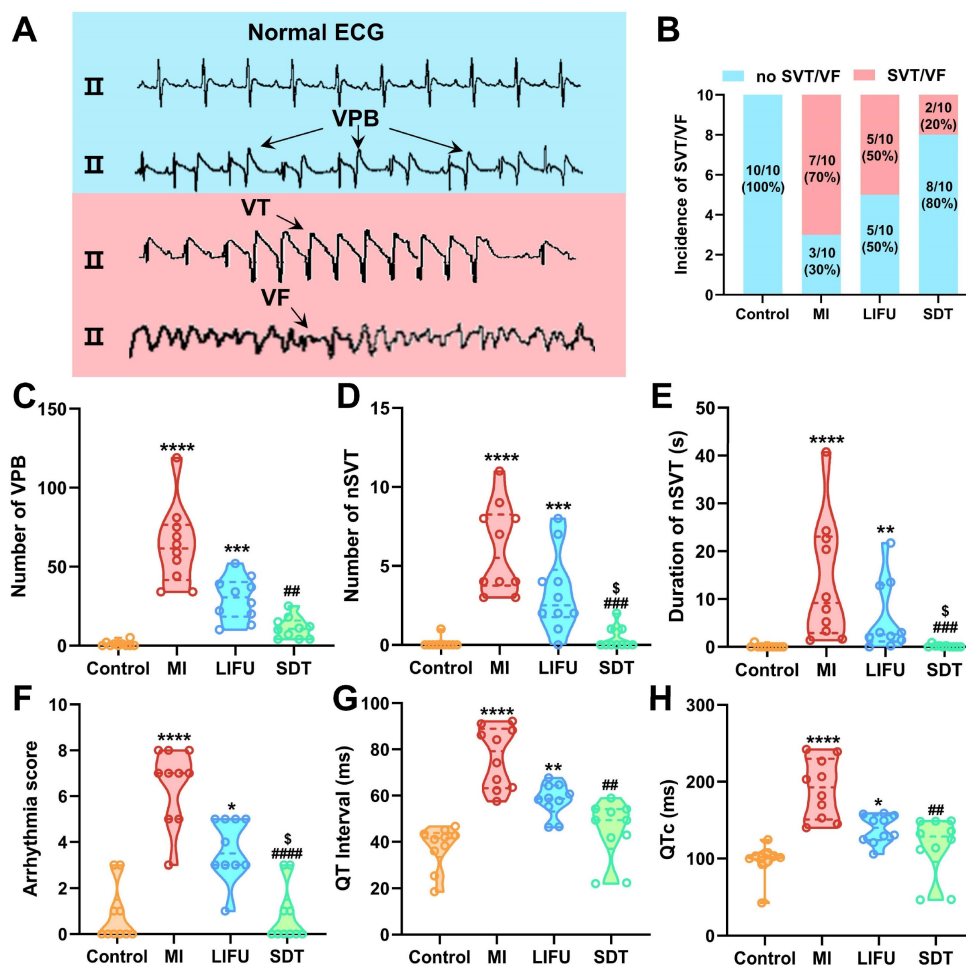 A
Normal ECG
II
VPB
II
VT
II
VF
II
B
no SVT/VF SVT/VF
Incidence of SVT/VF
10
8
6
4
2
0
10/10
(100%)
7/10
(70%)
3/10
(30%)
5/10
(50%)
5/10
(50%)
2/10
(20%)
8/10
(80%)
Control MI LIFU SDT
C
Number of VPB
150
100
50
0
****
***
##
Control MI LIFU SDT
D
Number of nSVT
15
10
5
0
****
***
$
###
Control MI LIFU SDT
E
Duration of nSVT (s)
50
40
30
20
10
0
****
**
$
###
Control MI LIFU SDT
F
Arrhythmia score
8
6
4
2
0
****
*
$
####
Control MI LIFU SDT
G
QT Interval (ms)
100
80
60
40
20
0
****
**
##
Control MI LIFU SDT
H
QTc (ms)
300
200
100
0
****
*
##
Control MI LIFU SDT